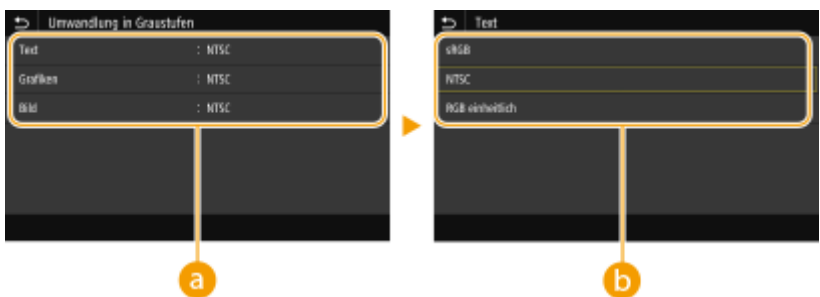 Umwandlung in Graustufen
Text : NTSC
Grafiken : NTSC
Bild : NTSC
a
Text
sRGB
NTSC
RGB einheitlich
b